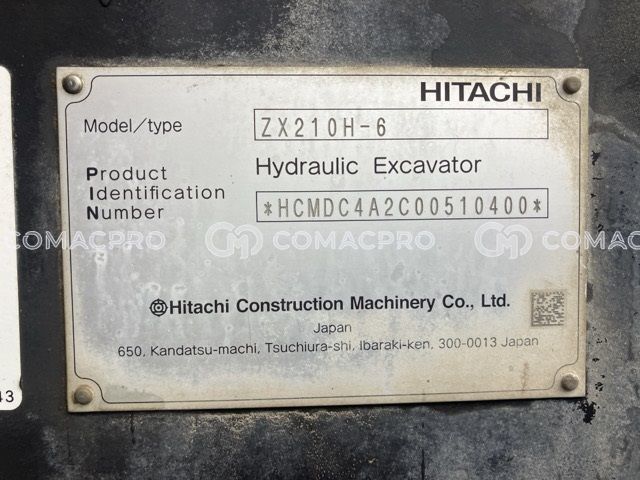 HITACHI
Model/type ZX210H-6
Hydraulic Excavator
Product
Identification
Number *HCMDC4A2C00510400*
COMACPRO COMACPRO COMACPRO
Hitachi Construction Machinery Co., Ltd.
Japan
650, Kandatsu-machi, Tsuchiura-shi, Ibaraki-ken, 300-0013 Japan
43